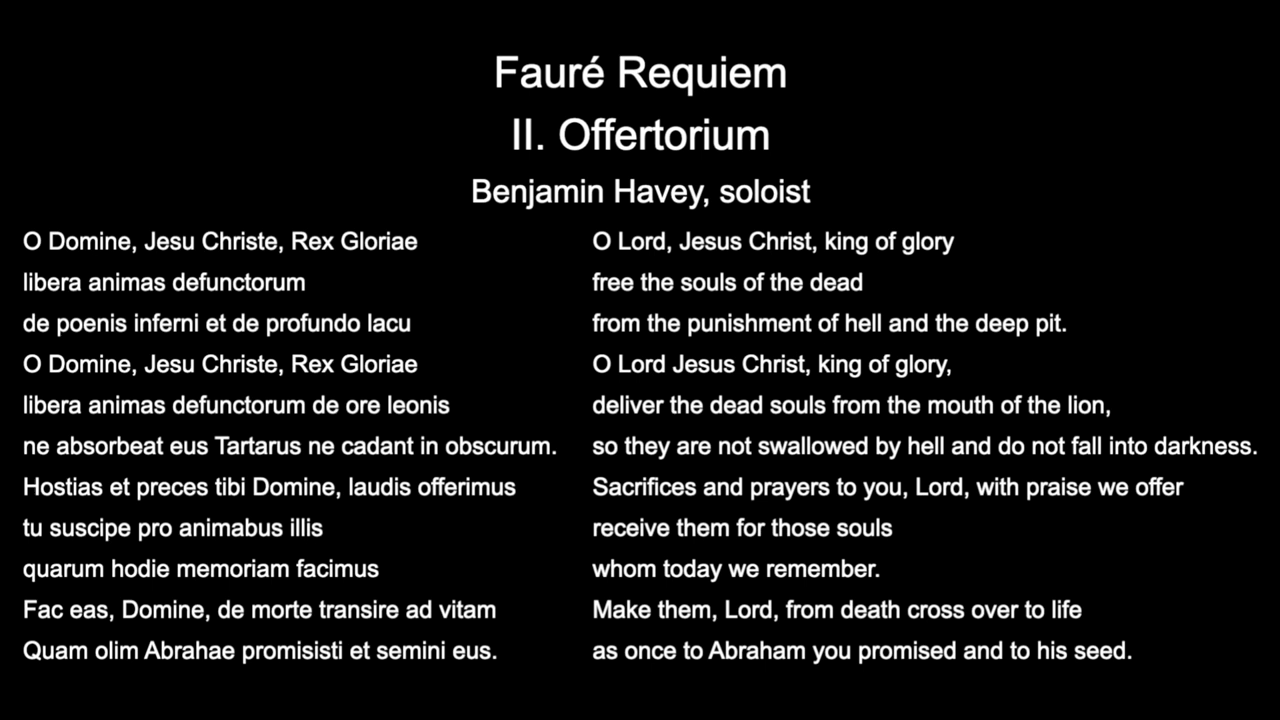 Fauré Requiem
II. Offertorium
Benjamin Havey, soloist
O Domine, Jesu Christe, Rex Gloriae
libera animas defunctorum
de poenis inferni et de profundo lacu
O Domine, Jesu Christe, Rex Gloriae
libera animas defunctorum de ore leonis
ne absorbeat eus Tartarus ne cadant in obscurum.
Hostias et preces tibi Domine, laudis offerimus
tu suscipe pro animabus illis
quarum hodie memoriam facimus
Fac eas, Domine, de morte transire ad vitam
Quam olim Abrahae promisisti et semini eus.
O Lord, Jesus Christ, king of glory
free the souls of the dead
from the punishment of hell and the deep pit.
O Lord Jesus Christ, king of glory,
deliver the dead souls from the mouth of the lion,
so they are not swallowed by hell and do not fall into darkness.
Sacrifices and prayers to you, Lord, with praise we offer
receive them for those souls
whom today we remember.
Make them, Lord, from death cross over to life
as once to Abraham you promised and to his seed.